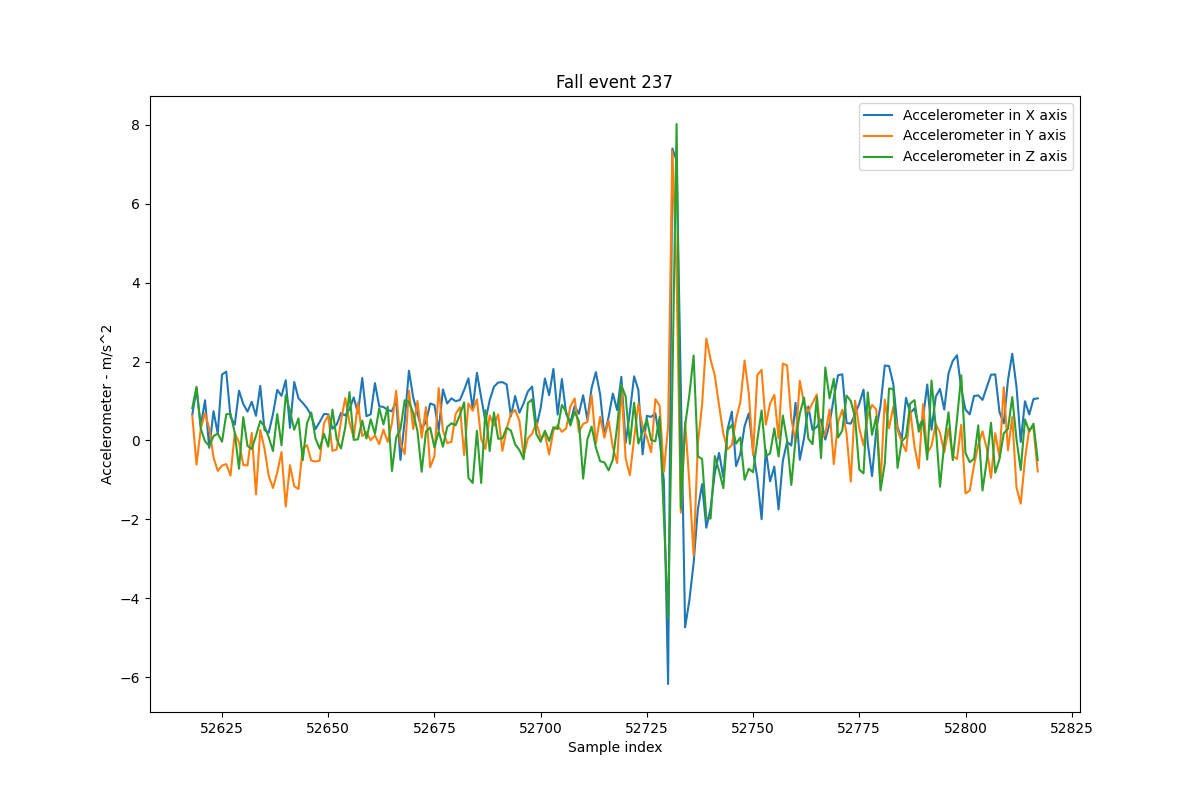 Fall event 237
Accelerometer in X axis
Accelerometer in Y axis
Accelerometer in Z axis
Accelerometer - m/s^2
8
6
4
2
0
−2
−4
−6
52625 52650 52675 52700 52725 52750 52775 52800 52825
Sample index